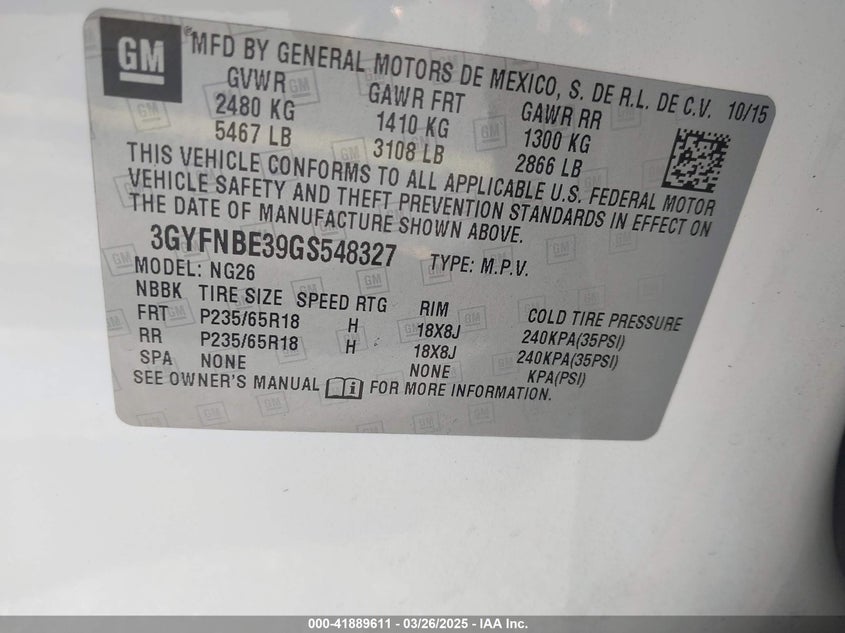 GM
MFD BY GENERAL MOTORS DE MEXICO, S. DE R.L. DE C.V. 10/15
GVWR GAWR FRT GAWR RR
2480 KG 1410 KG 1300 KG
5467 LB 3108 LB 2866 LB
THIS VEHICLE CONFORMS TO ALL APPLICABLE U.S. FEDERAL MOTOR
VEHICLE SAFETY AND THEFT PREVENTION STANDARDS IN EFFECT ON
THE DATE OF MANUFACTURE SHOWN ABOVE.
3GYFNBE39GS548327 TYPE: M.P.V.
MODEL: NG26
NBBK TIRE SIZE SPEED RTG RIM COLD TIRE PRESSURE
FRT P235/65R18 H 18X8J 240KPA(35PSI)
RR P235/65R18 H 18X8J 240KPA(35PSI)
SPA NONE NONE KPA(PSI)
SEE OWNER'S MANUAL FOR MORE INFORMATION.
000-41889611 - 03/26/2025 - IAA Inc.